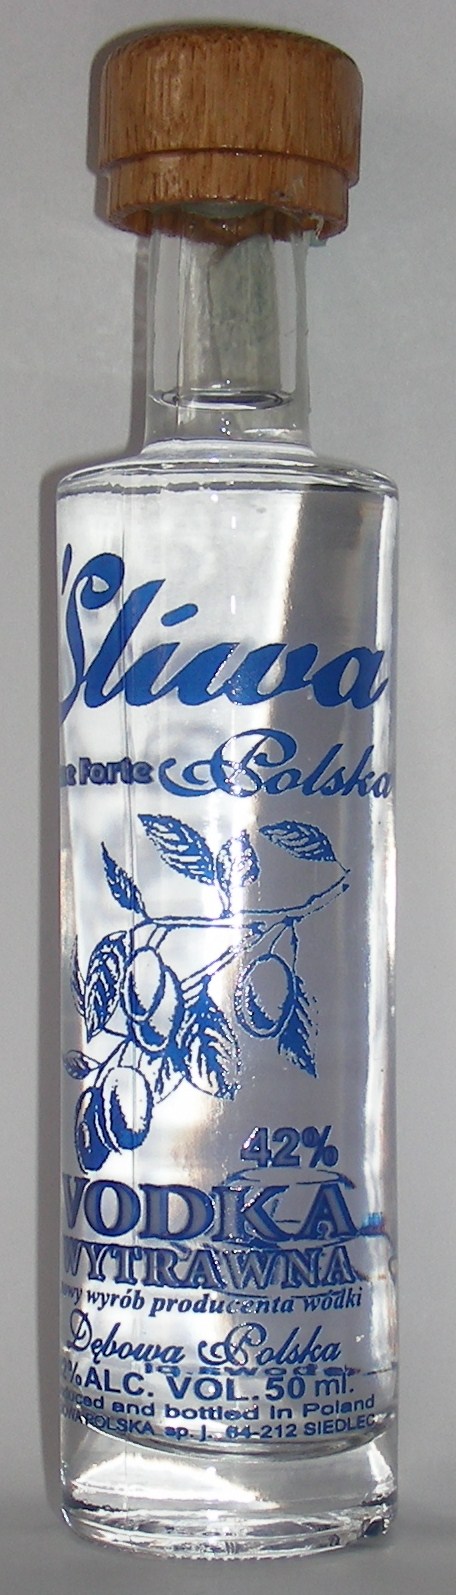 'Sliwa
Forte Polska
42%
VODKA
WYTRAWNA
wyrób producenta wódki
Dębowa Polska
% ALC. VOL. 50 ml.
and bottled In Poland
POLSKA sp. j., 64-212 SIEDLEC